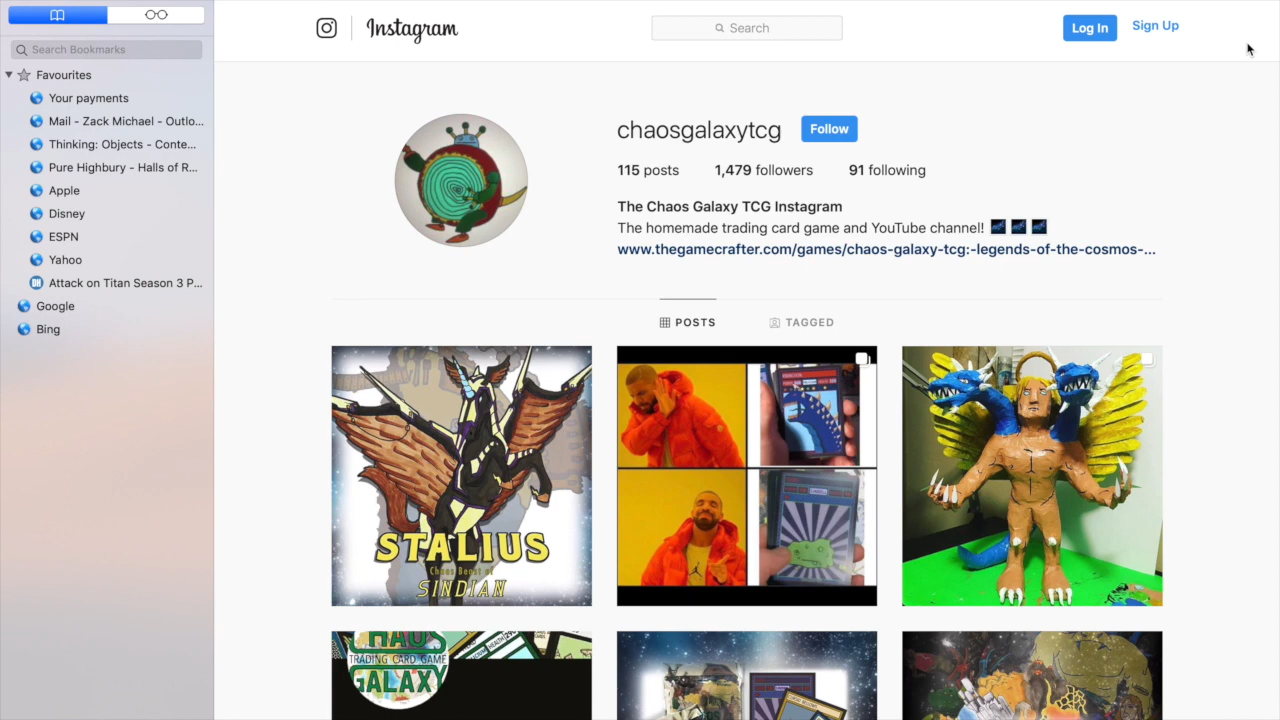 Search Bookmarks
Favourites
Your payments
Mail - Zack Michael - Outlo...
Thinking: Objects - Conte...
Pure Highbury - Halls of R...
Apple
Disney
ESPN
Yahoo
Attack on Titan Season 3 P...
Google
Bing
Instagram
Search
Log In
Sign Up
chaosgalaxytcg
Follow
115 posts
1,479 followers
91 following
The Chaos Galaxy TCG Instagram
The homemade trading card game and YouTube channel!
www.thegamecrafter.com/games/chaos-galaxy-tcg:-legends-of-the-cosmos-...
POSTS
TAGGED
STALIUS
Chaos Beast of
SINDIAN
CHAOS
TRADING CARD GAME
GALAXY